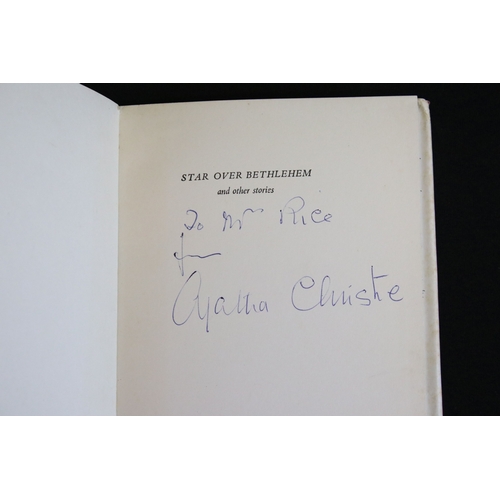 STAR OVER BETHLEHEM
and other stories
To Mrs Rice
from
Agatha Christie